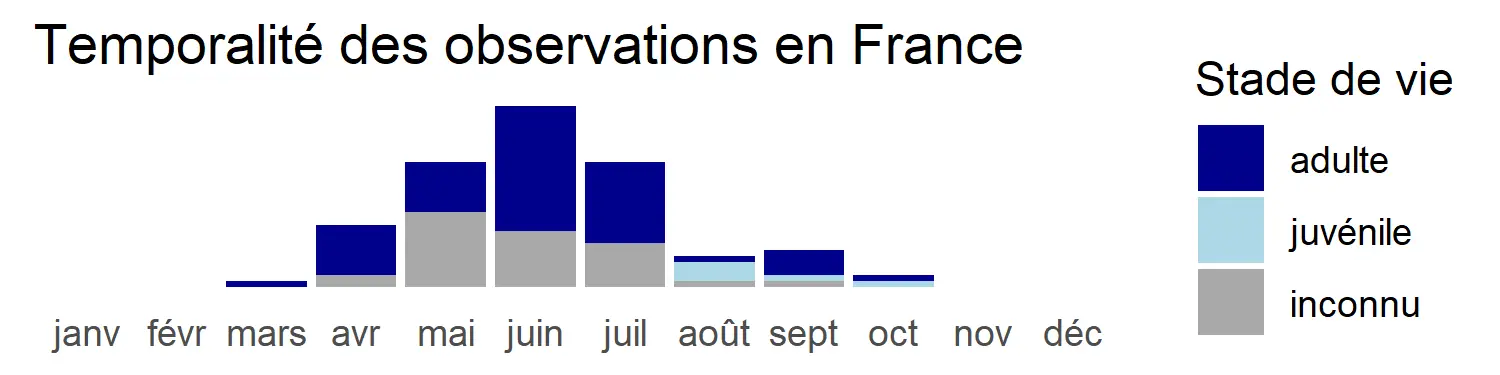 Temporalité des observations en France
Stade de vie
adulte
juvénile
inconnu
janv févr mars avr mai juin juil août sept oct nov déc